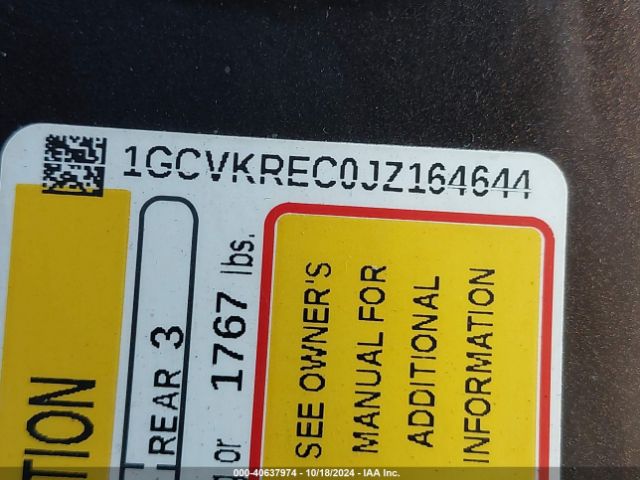 1GCVKREC0JZ164644
TION
REAR 3
or 1767 lbs.
SEE OWNER'S
MANUAL FOR
ADDITIONAL
INFORMATION
000-40637974 - 10/18/2024 - IAA Inc.